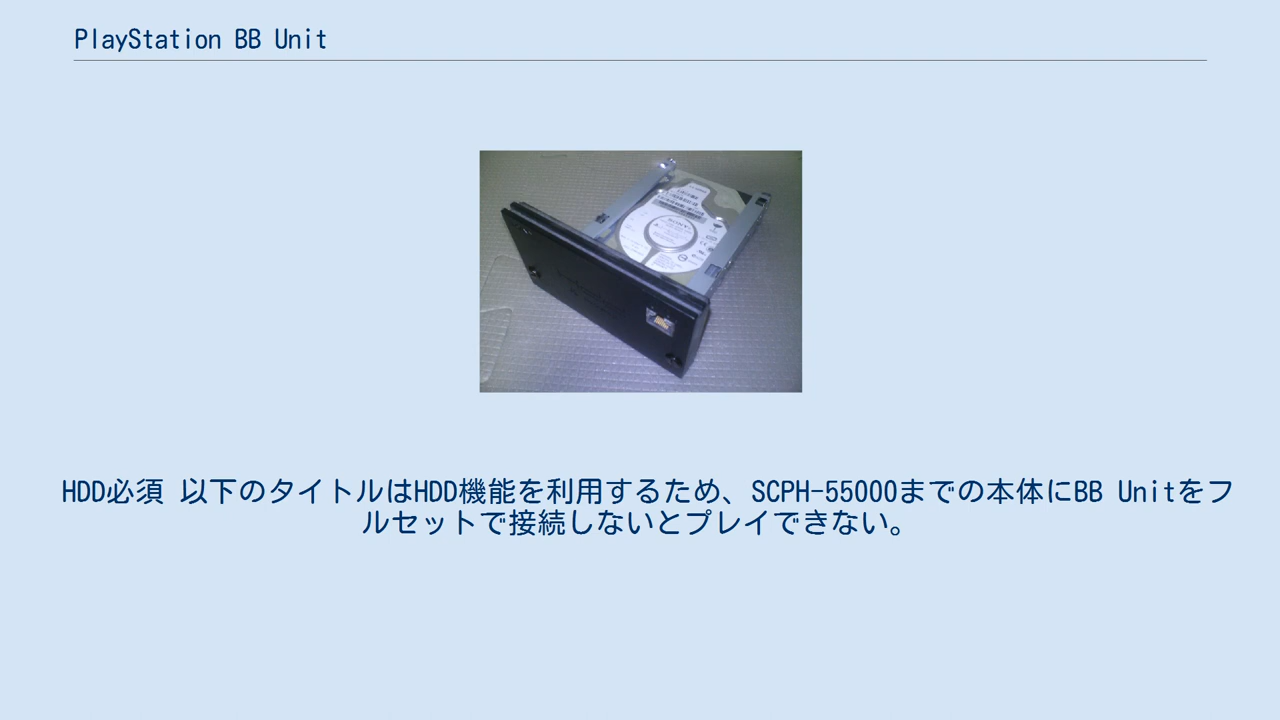 PlayStation BB Unit
SONY
HDD必須 以下のタイトルはHDD機能を利用するため、SCPH-55000までの本体にBB Unitをフ
ルセットで接続しないとプレイできない。